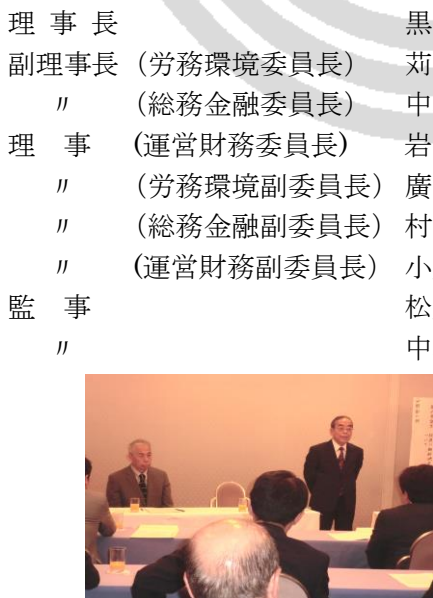 理 事 長 黒
副理事長（労務環境委員長） 苅
〃 （総務金融委員長） 中
理 事 (運営財務委員長) 岩
〃 （労務環境副委員長） 廣
〃 （総務金融副委員長） 村
〃 (運営財務副委員長） 小
監 事 松
〃 中